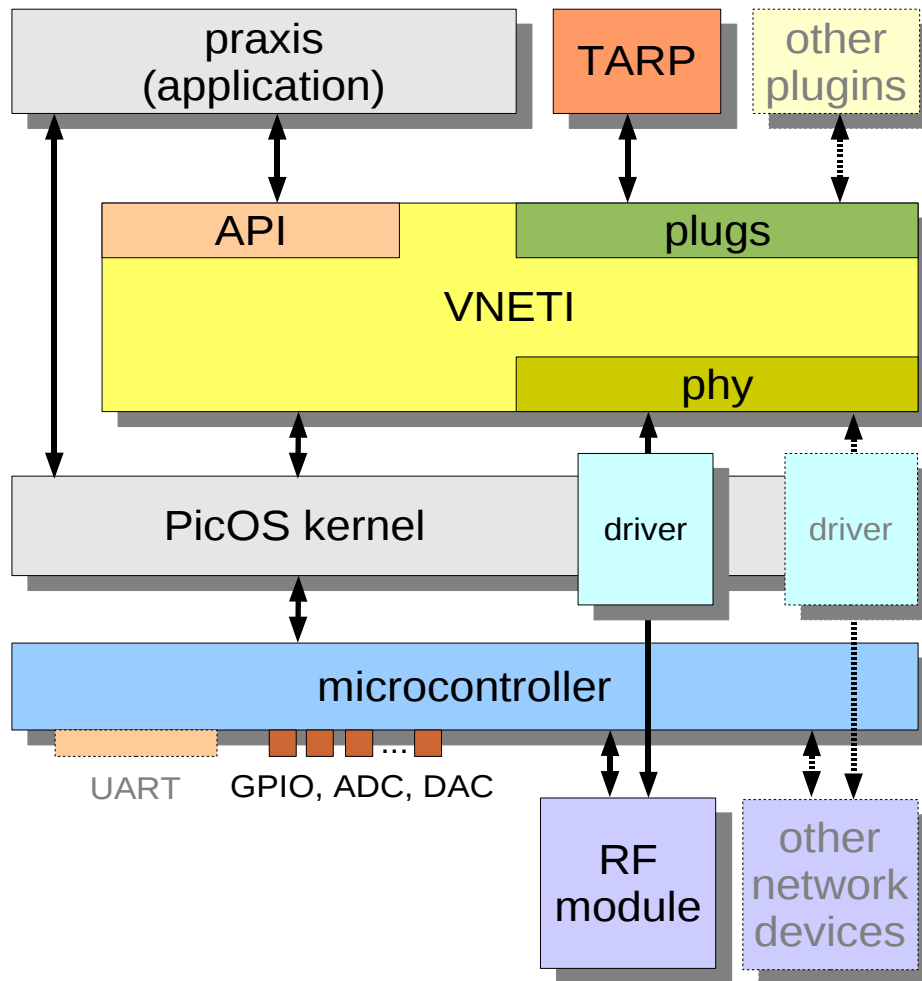 praxis
(application)
TARP
other
plugins
API
plugs
VNETI
phy
PicOS kernel
driver
driver
microcontroller
...
UART
GPIO, ADC, DAC
RF
module
other
network
devices